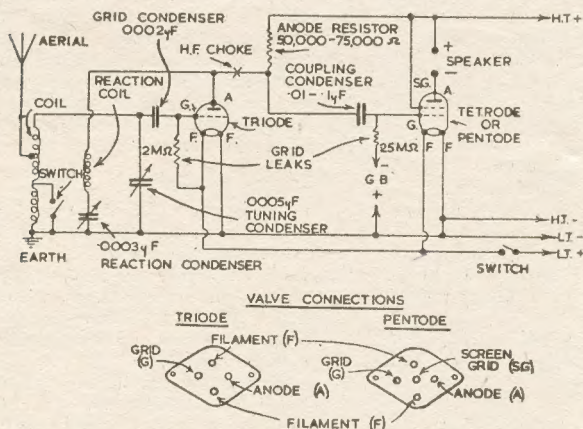 GRID CONDENSER
·0002µF
AERIAL
REACTION
COIL
COIL
SWITCH
EARTH
·0003µF
REACTION CONDENSER
H.F. CHOKE
ANODE RESISTOR
50,000-75,000 Ω
COUPLING
CONDENSER
·01-·1µF
G.
A
F.
F.
TRIODE
2MΩ
GRID
LEAKS
·0005µF
TUNING
CONDENSER
·25MΩ
-
G B
+
H.T+
+
SPEAKER
-
S.G.
A
G.
F
F
TETRODE
OR
PENTODE
H.T.-
L.T. +
L.T.-
SWITCH
VALVE CONNECTIONS
TRIODE
FILAMENT (F)
GRID
(G)
ANODE (A)
FILAMENT (F)
PENTODE
GRID
(G)
SCREEN
GRID (S.G)
ANODE (A)